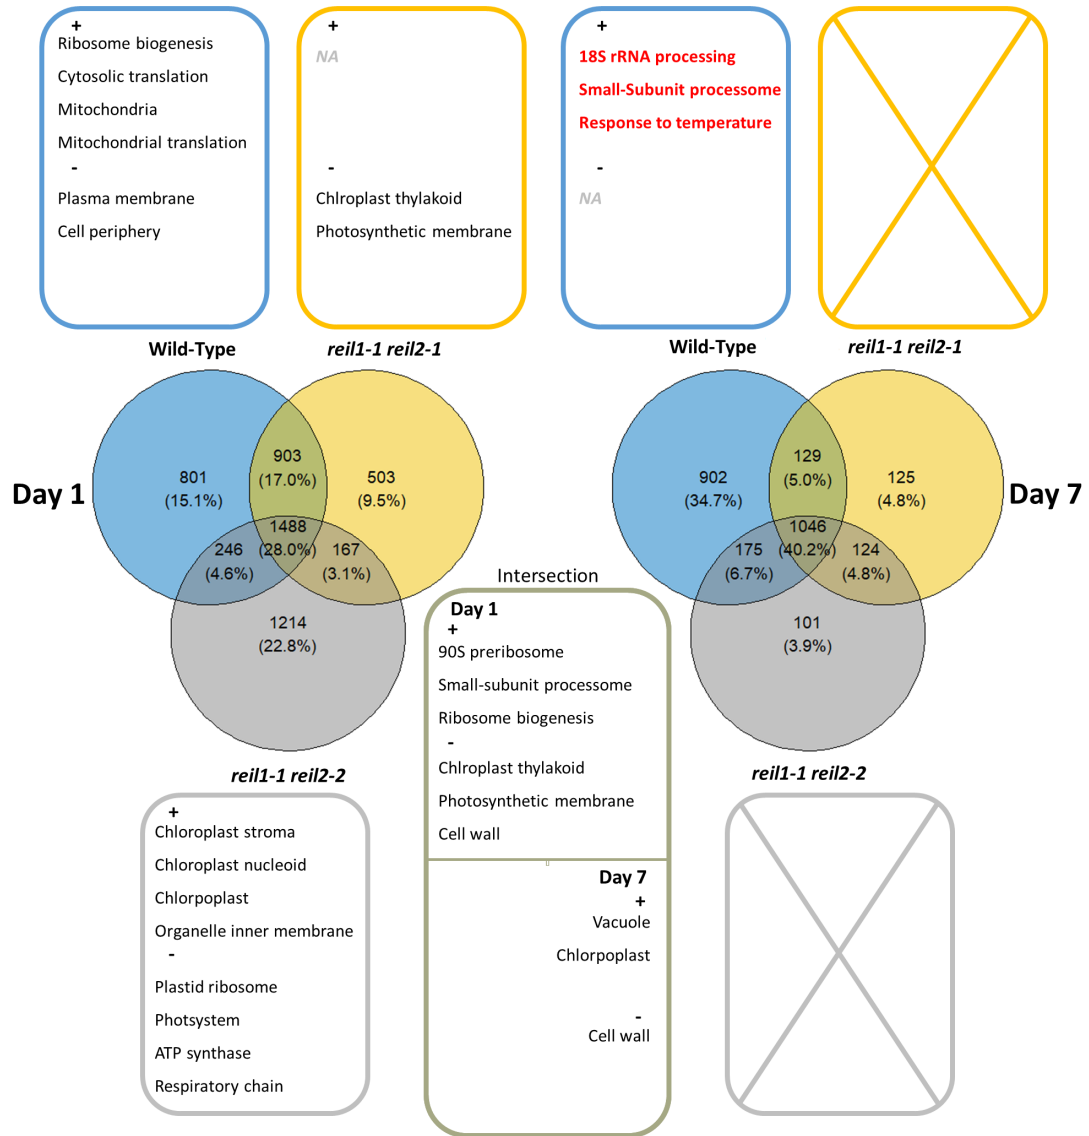 +
Ribosome biogenesis
Cytosolic translation
Mitochondria
Mitochondrial translation
-
Plasma membrane
Cell periphery
+
NA
-
Chlroplast thylakoid
Photosynthetic membrane
+
18S rRNA processing
Small-Subunit processome
Response to temperature
-
NA
Wild-Type
reil1-1 reil2-1
Wild-Type
reil1-1 reil2-1
Day 1
801
(15.1%)
903
(17.0%)
503
(9.5%)
1488
(28.0%)
246
(4.6%)
167
(3.1%)
1214
(22.8%)
reil1-1 reil2-2
Day 7
902
(34.7%)
129
(5.0%)
125
(4.8%)
1046
(40.2%)
175
(6.7%)
124
(4.8%)
101
(3.9%)
reil1-1 reil2-2
Intersection
Day 1
+
90S preribosome
Small-subunit processome
Ribosome biogenesis
-
Chlroplast thylakoid
Photosynthetic membrane
Cell wall
Day 7
+
Vacuole
Chlorpoplast
-
Cell wall
+
Chloroplast stroma
Chloroplast nucleoid
Chlorpoplast
Organelle inner membrane
-
Plastid ribosome
Photsystem
ATP synthase
Respiratory chain